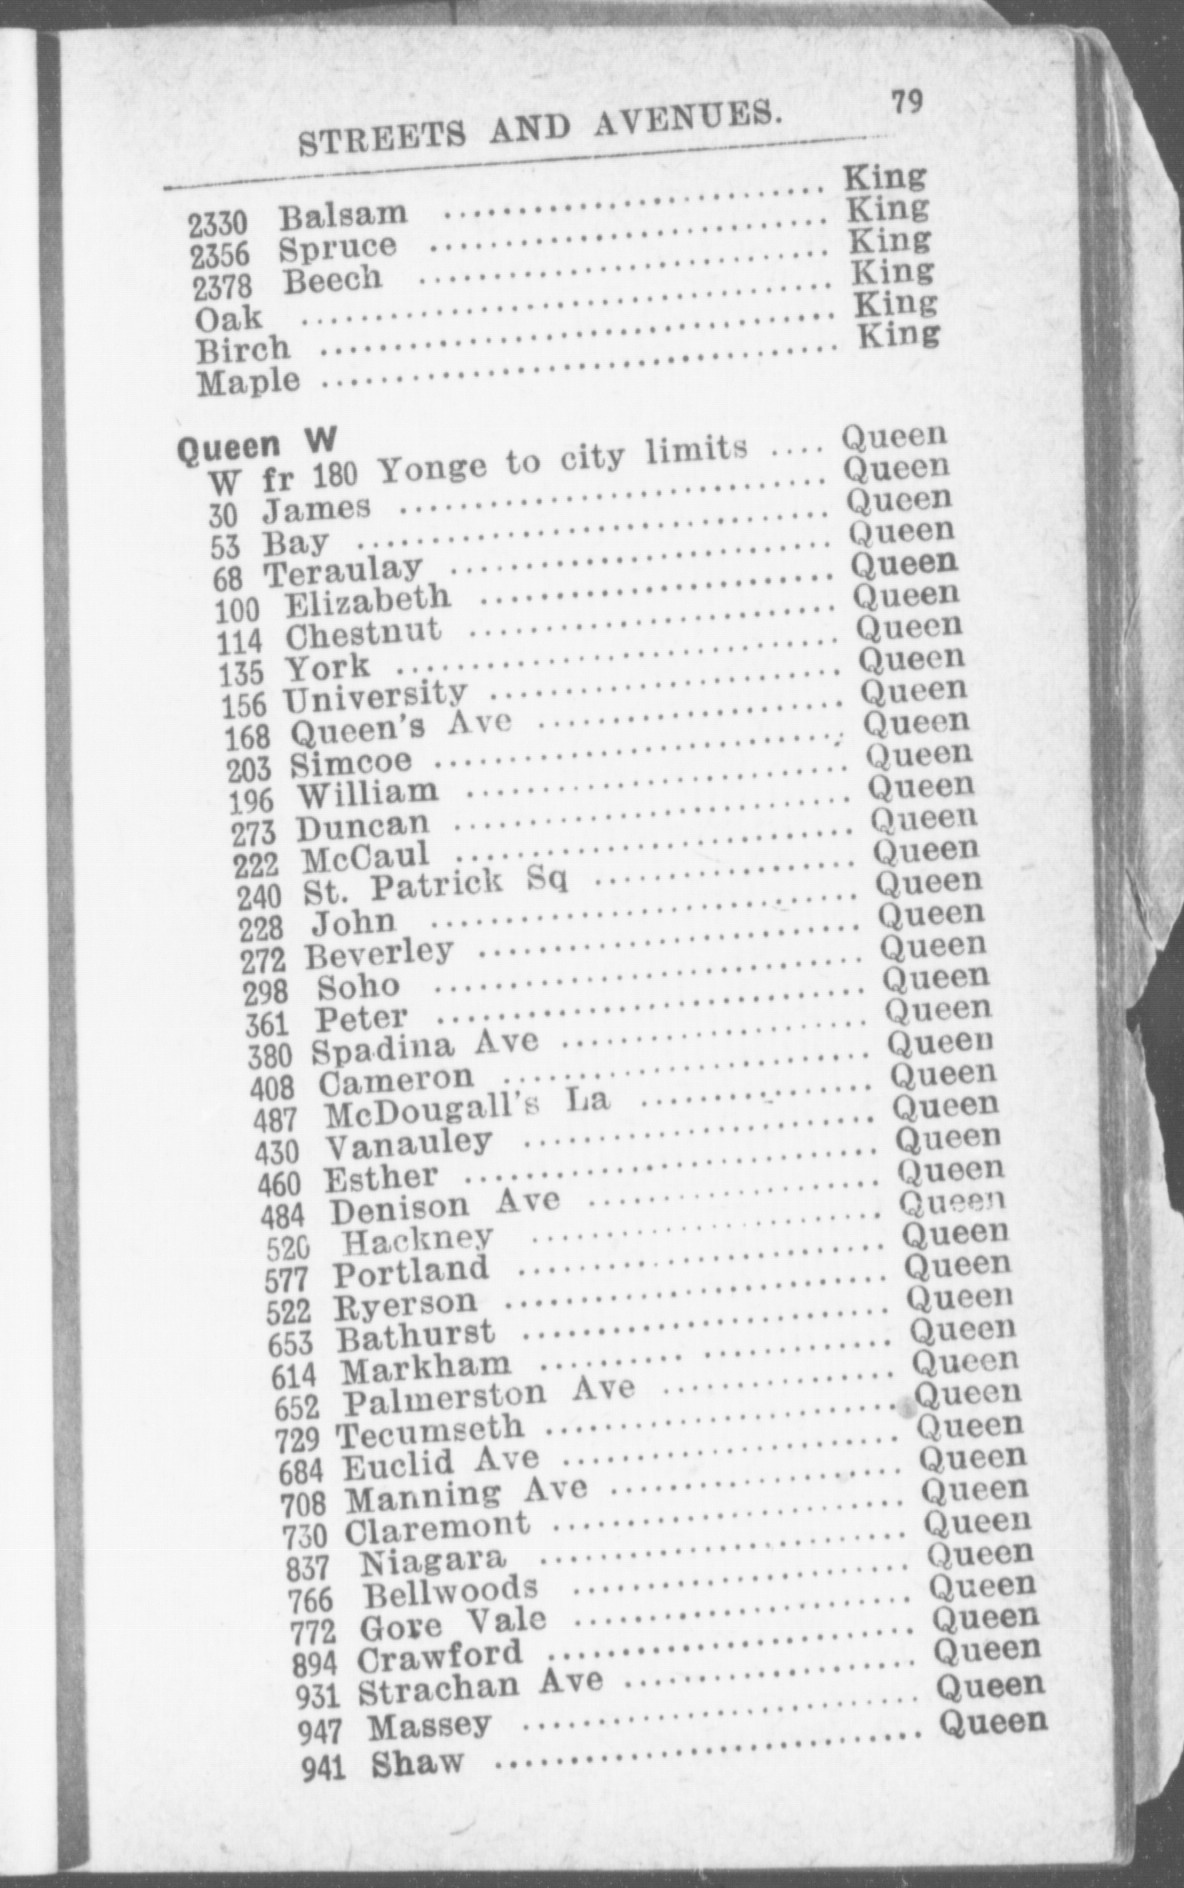 STREETS AND AVENUES. 79
2330 Balsam .......................... King
2356 Spruce .......................... King
2378 Beech .......................... King
Oak .......................... King
Birch .......................... King
Maple .......................... King
Queen W
W fr 180 Yonge to city limits .... Queen
30 James .......................... Queen
53 Bay .......................... Queen
68 Teraulay .......................... Queen
100 Elizabeth .......................... Queen
114 Chestnut .......................... Queen
135 York .......................... Queen
156 University .......................... Queen
168 Queen's Ave .......................... Queen
203 Simcoe .......................... Queen
196 William .......................... Queen
273 Duncan .......................... Queen
222 McCaul .......................... Queen
240 St. Patrick Sq .......................... Queen
228 John .......................... Queen
272 Beverley .......................... Queen
298 Soho .......................... Queen
361 Peter .......................... Queen
380 Spadina Ave .......................... Queen
408 Cameron .......................... Queen
487 McDougall's La .......................... Queen
430 Vanauley .......................... Queen
460 Esther .......................... Queen
484 Denison Ave .......................... Queen
520 Hackney .......................... Queen
577 Portland .......................... Queen
522 Ryerson .......................... Queen
653 Bathurst .......................... Queen
614 Markham .......................... Queen
652 Palmerston Ave .......................... Queen
729 Tecumseth .......................... Queen
684 Euclid Ave .......................... Queen
708 Manning Ave .......................... Queen
730 Claremont .......................... Queen
837 Niagara .......................... Queen
766 Bellwoods .......................... Queen
772 Gore Vale .......................... Queen
894 Crawford .......................... Queen
931 Strachan Ave .......................... Queen
947 Massey .......................... Queen
941 Shaw .......................... Queen